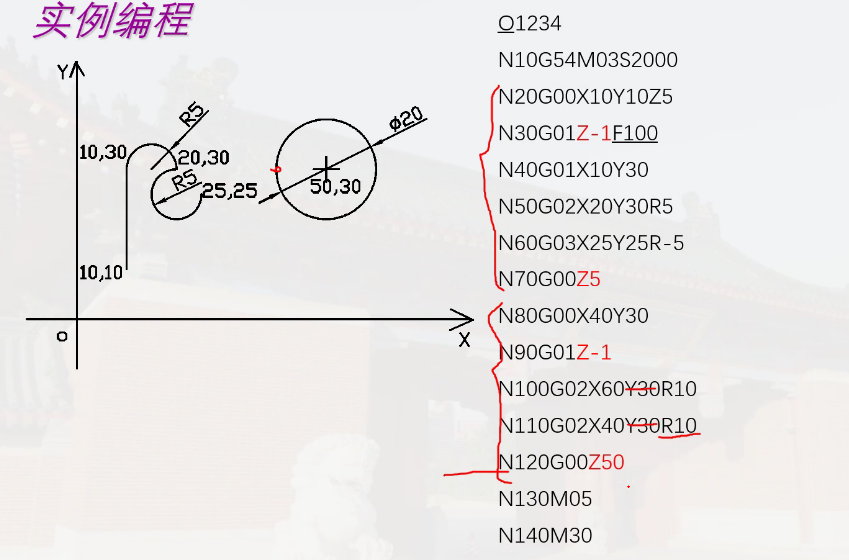 实例编程
Y
R5
10,30
20,30
R5
25,25
10,10
O
X
ø20
50,30
O1234
N10G54M03S2000
N20G00X10Y10Z5
N30G01Z-1F100
N40G01X10Y30
N50G02X20Y30R5
N60G03X25Y25R-5
N70G00Z5
N80G00X40Y30
N90G01Z-1
N100G02X60Y30R10
N110G02X40Y30R10
N120G00Z50
N130M05
N140M30